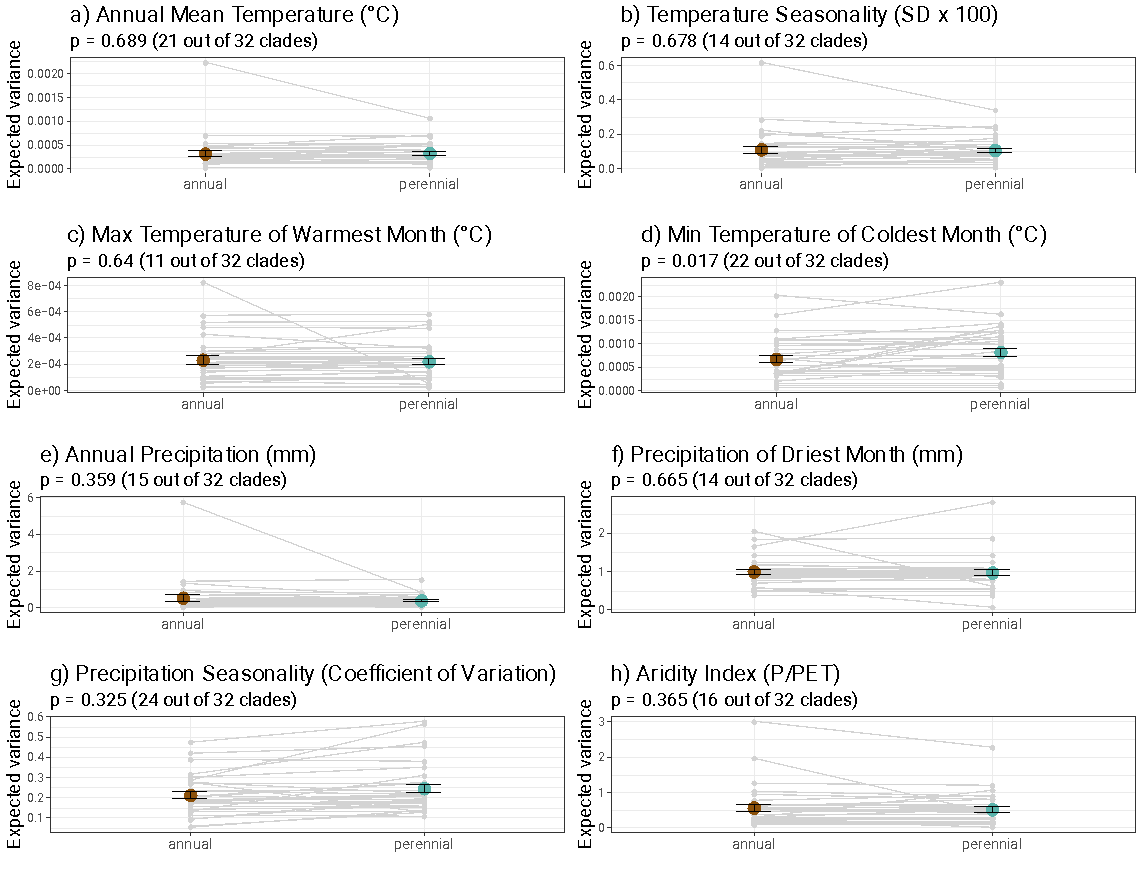 a) Annual Mean Temperature (°C)
p = 0.689 (21 out of 32 clades)
Expected variance
0.0020
0.0015
0.0010
0.0005
0.0000
annual
perennial
b) Temperature Seasonality (SD x 100)
p = 0.678 (14 out of 32 clades)
Expected variance
0.6
0.4
0.2
0.0
annual
perennial
c) Max Temperature of Warmest Month (°C)
p = 0.64 (11 out of 32 clades)
Expected variance
8e−04
6e−04
4e−04
2e−04
0e+00
annual
perennial
d) Min Temperature of Coldest Month (°C)
p = 0.017 (22 out of 32 clades)
Expected variance
0.0020
0.0015
0.0010
0.0005
0.0000
annual
perennial
e) Annual Precipitation (mm)
p = 0.359 (15 out of 32 clades)
Expected variance
6
4
2
0
annual
perennial
f) Precipitation of Driest Month (mm)
p = 0.665 (14 out of 32 clades)
Expected variance
2
1
0
annual
perennial
g) Precipitation Seasonality (Coefficient of Variation)
p = 0.325 (24 out of 32 clades)
Expected variance
0.6
0.5
0.4
0.3
0.2
0.1
annual
perennial
h) Aridity Index (P/PET)
p = 0.365 (16 out of 32 clades)
Expected variance
3
2
1
0
annual
perennial